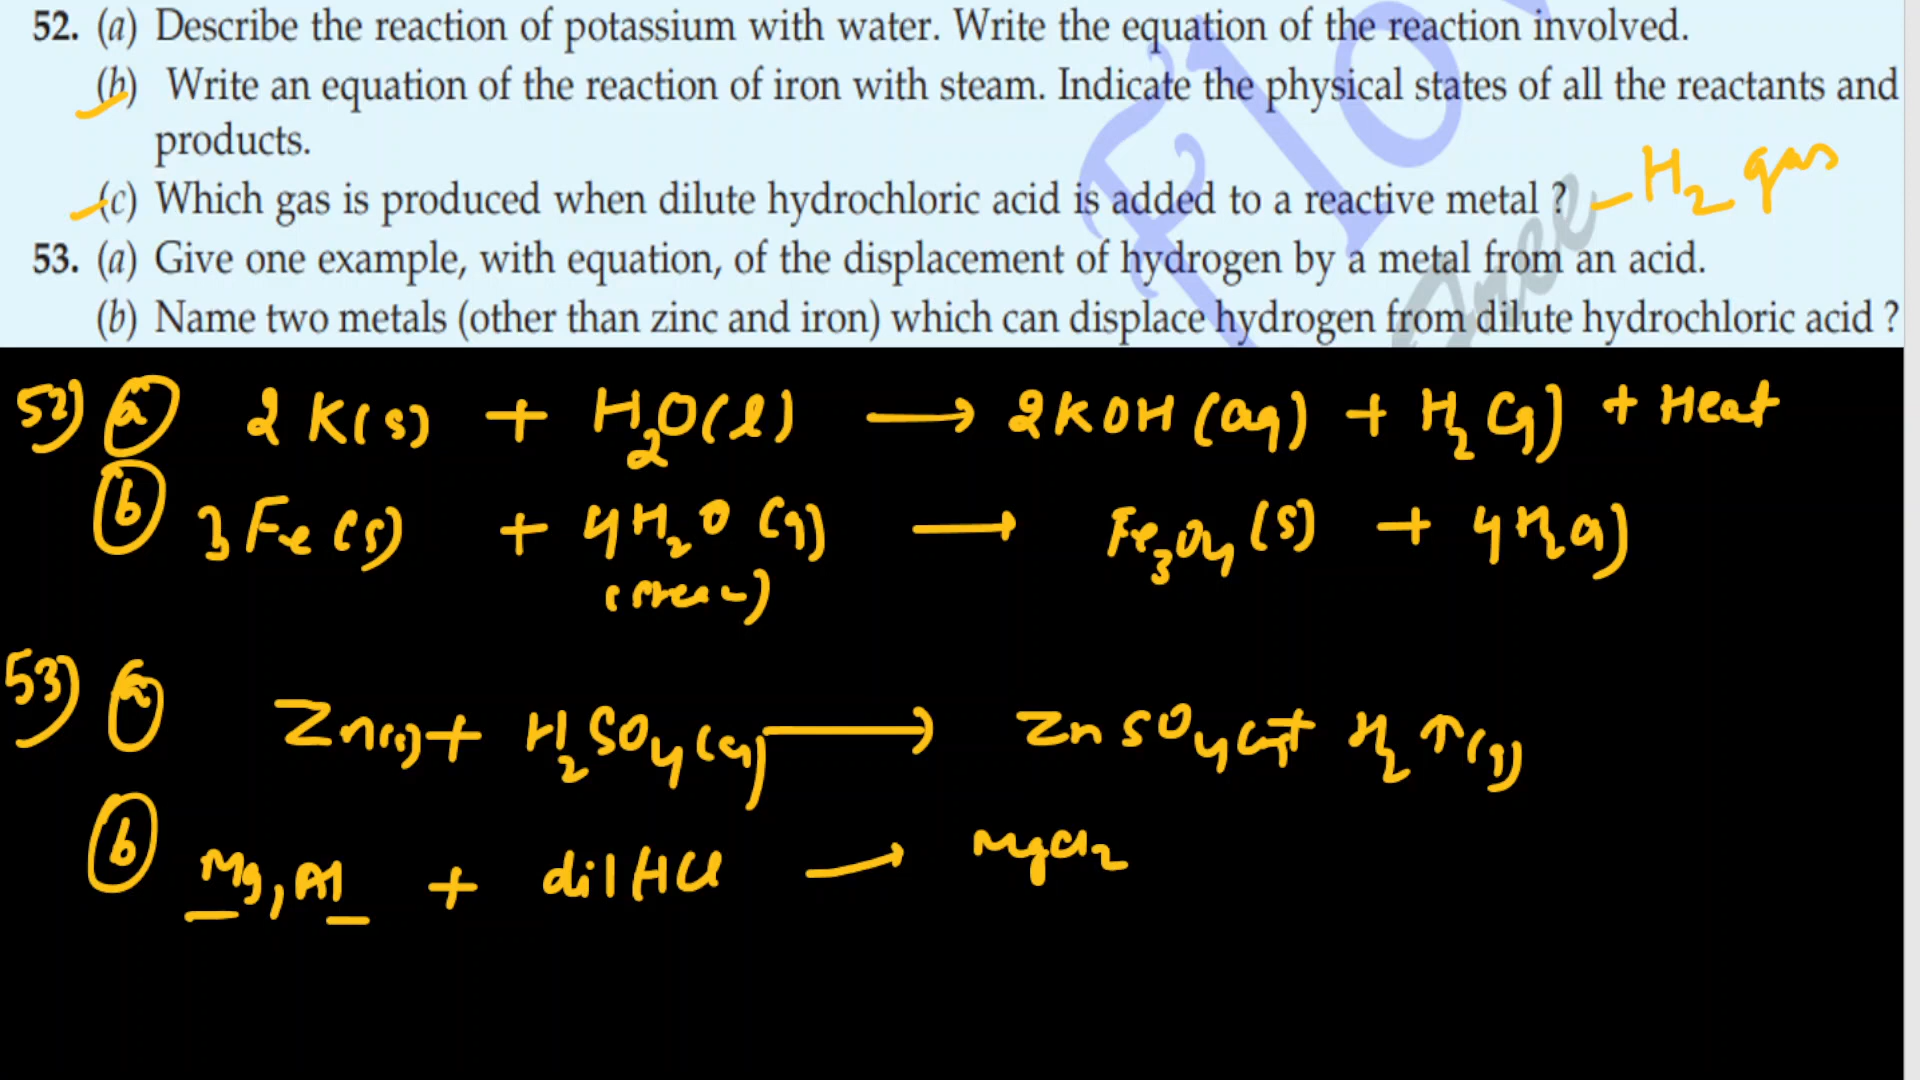 52. (a) Describe the reaction of potassium with water. Write the equation of the reaction involved.
(b) Write an equation of the reaction of iron with steam. Indicate the physical states of all the reactants and
products.
(c) Which gas is produced when dilute hydrochloric acid is added to a reactive metal ? – H2 gas
53. (a) Give one example, with equation, of the displacement of hydrogen by a metal from an acid.
(b) Name two metals (other than zinc and iron) which can displace hydrogen from dilute hydrochloric acid ?
52) a 2K(s) + H2O(l) → 2KOH(aq) + H2(g) + Heat
b 3Fe(s) + 4H2O(g) → Fe3O4(s) + 4H2(g)
53) a Zn(s) + H2SO4(aq) → ZnSO4 + H2↑(g)
b Mg, Al + dil HCl → MgCl2